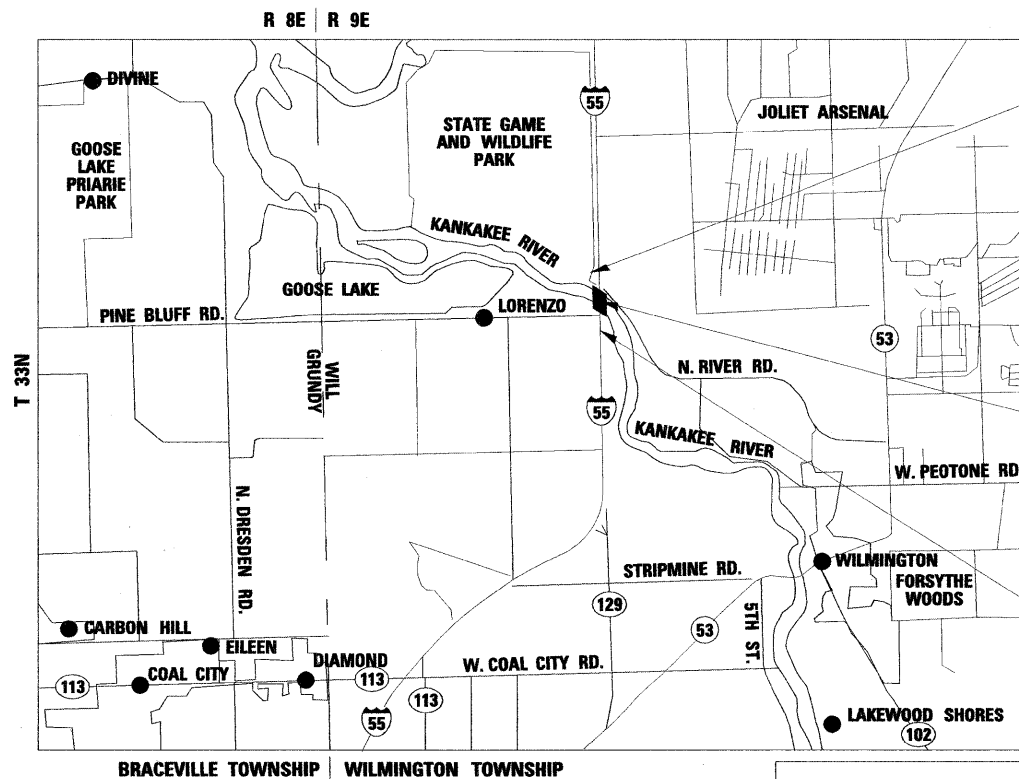 R 8E R 9E
DIVINE
55
JOLIET ARSENAL
STATE GAME
AND WILDLIFE
PARK
GOOSE
LAKE
PRIARIE
PARK
KANKAKEE RIVER
GOOSE LAKE
LORENZO
PINE BLUFF RD.
53
T 33N
WILL
GRUNDY
N. RIVER RD.
55
KANKAKEE RIVER
W. PEOTONE RD
N. DRESDEN RD.
WILMINGTON
STRIPMINE RD.
FORSYTHE
WOODS
129
5TH ST.
53
CARBON HILL
EILEEN
DIAMOND
W. COAL CITY RD.
COAL CITY
113
113
113
55
LAKEWOOD SHORES
102
BRACEVILLE TOWNSHIP WILMINGTON TOWNSHIP